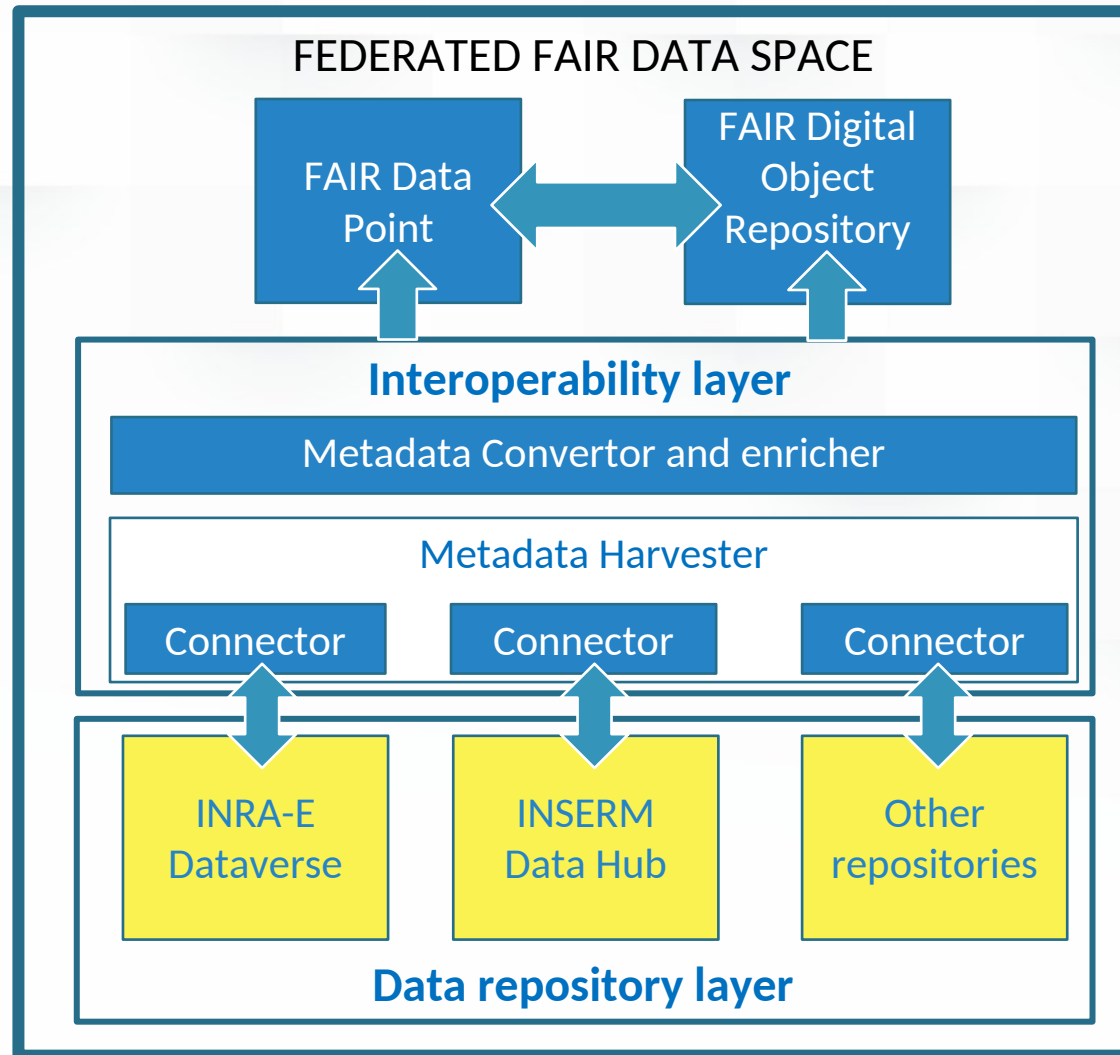 FEDERATED FAIR DATA SPACE
FAIR Data
Point
FAIR Digital
Object
Repository
Interoperability layer
Metadata Convertor and enricher
Metadata Harvester
Connector
Connector
Connector
INRA-E
Dataverse
INSERM
Data Hub
Other
repositories
Data repository layer